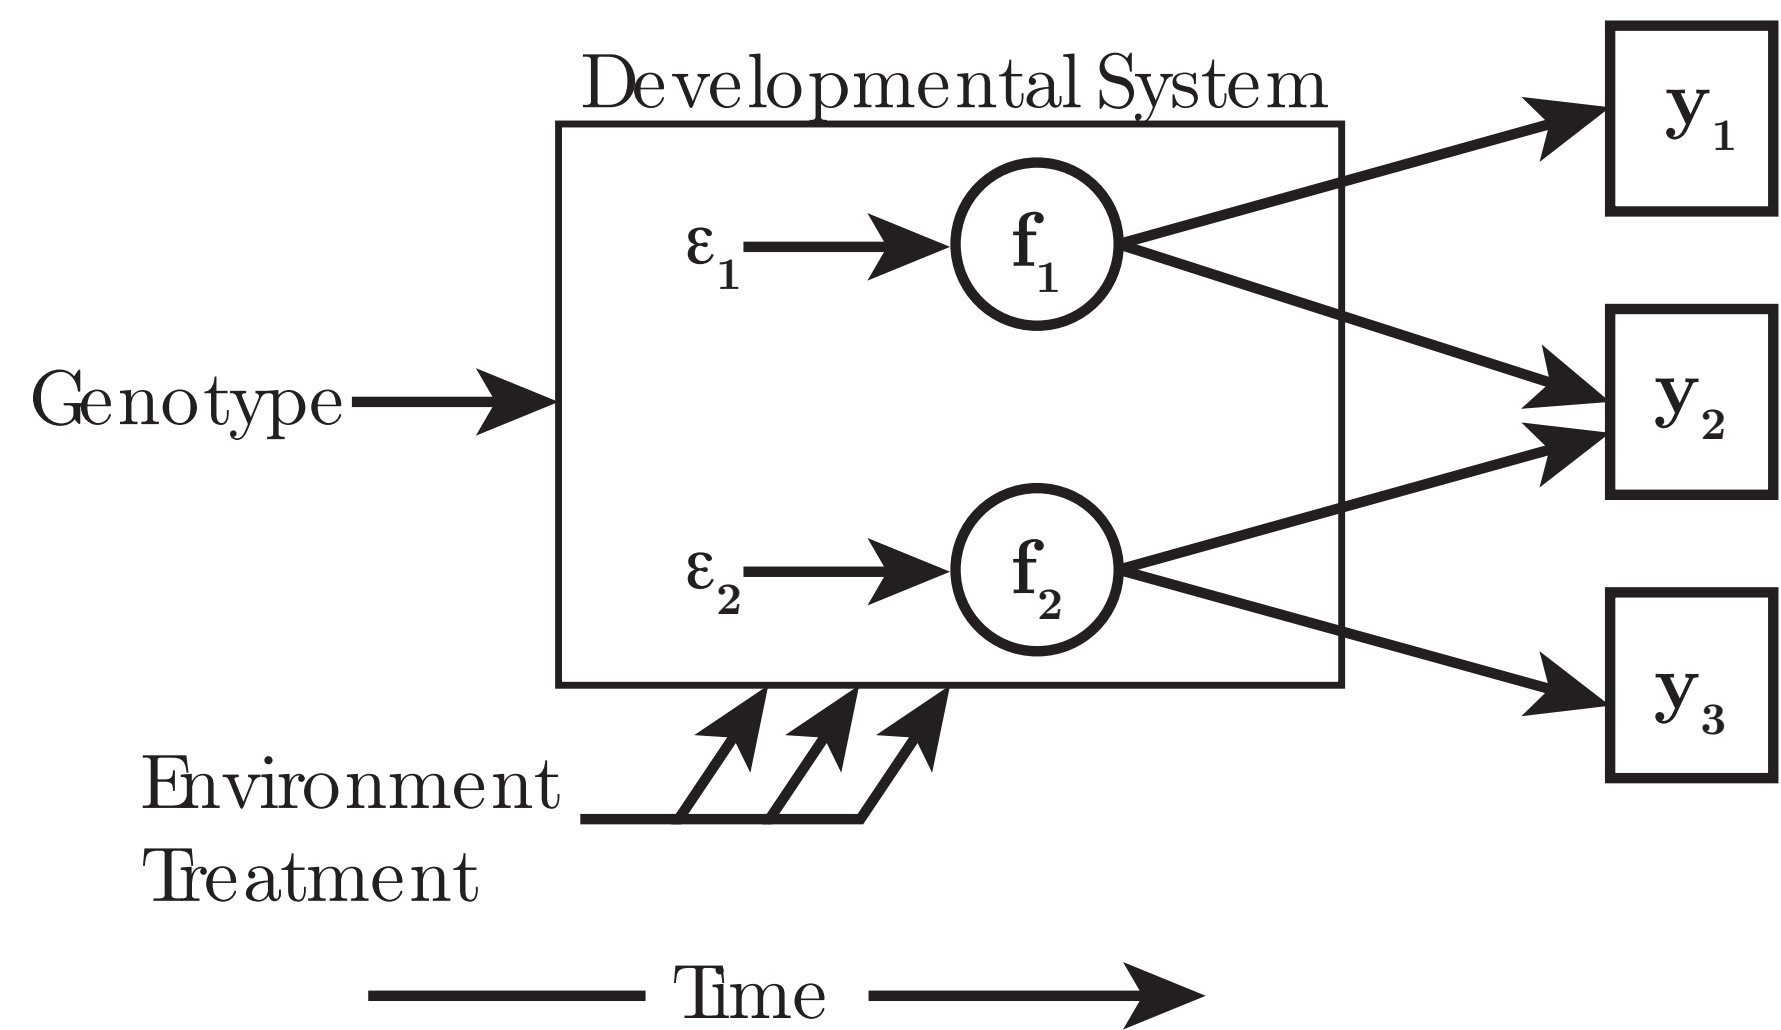 Developmental System
y1
ε1
f1
Genotype
y2
ε2
f2
y3
Environment
Treatment
Time